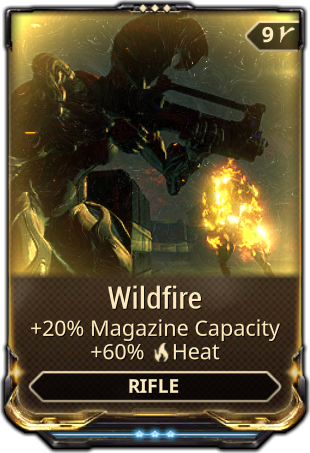 9
Wildfire
+20% Magazine Capacity
+60% Heat
RIFLE